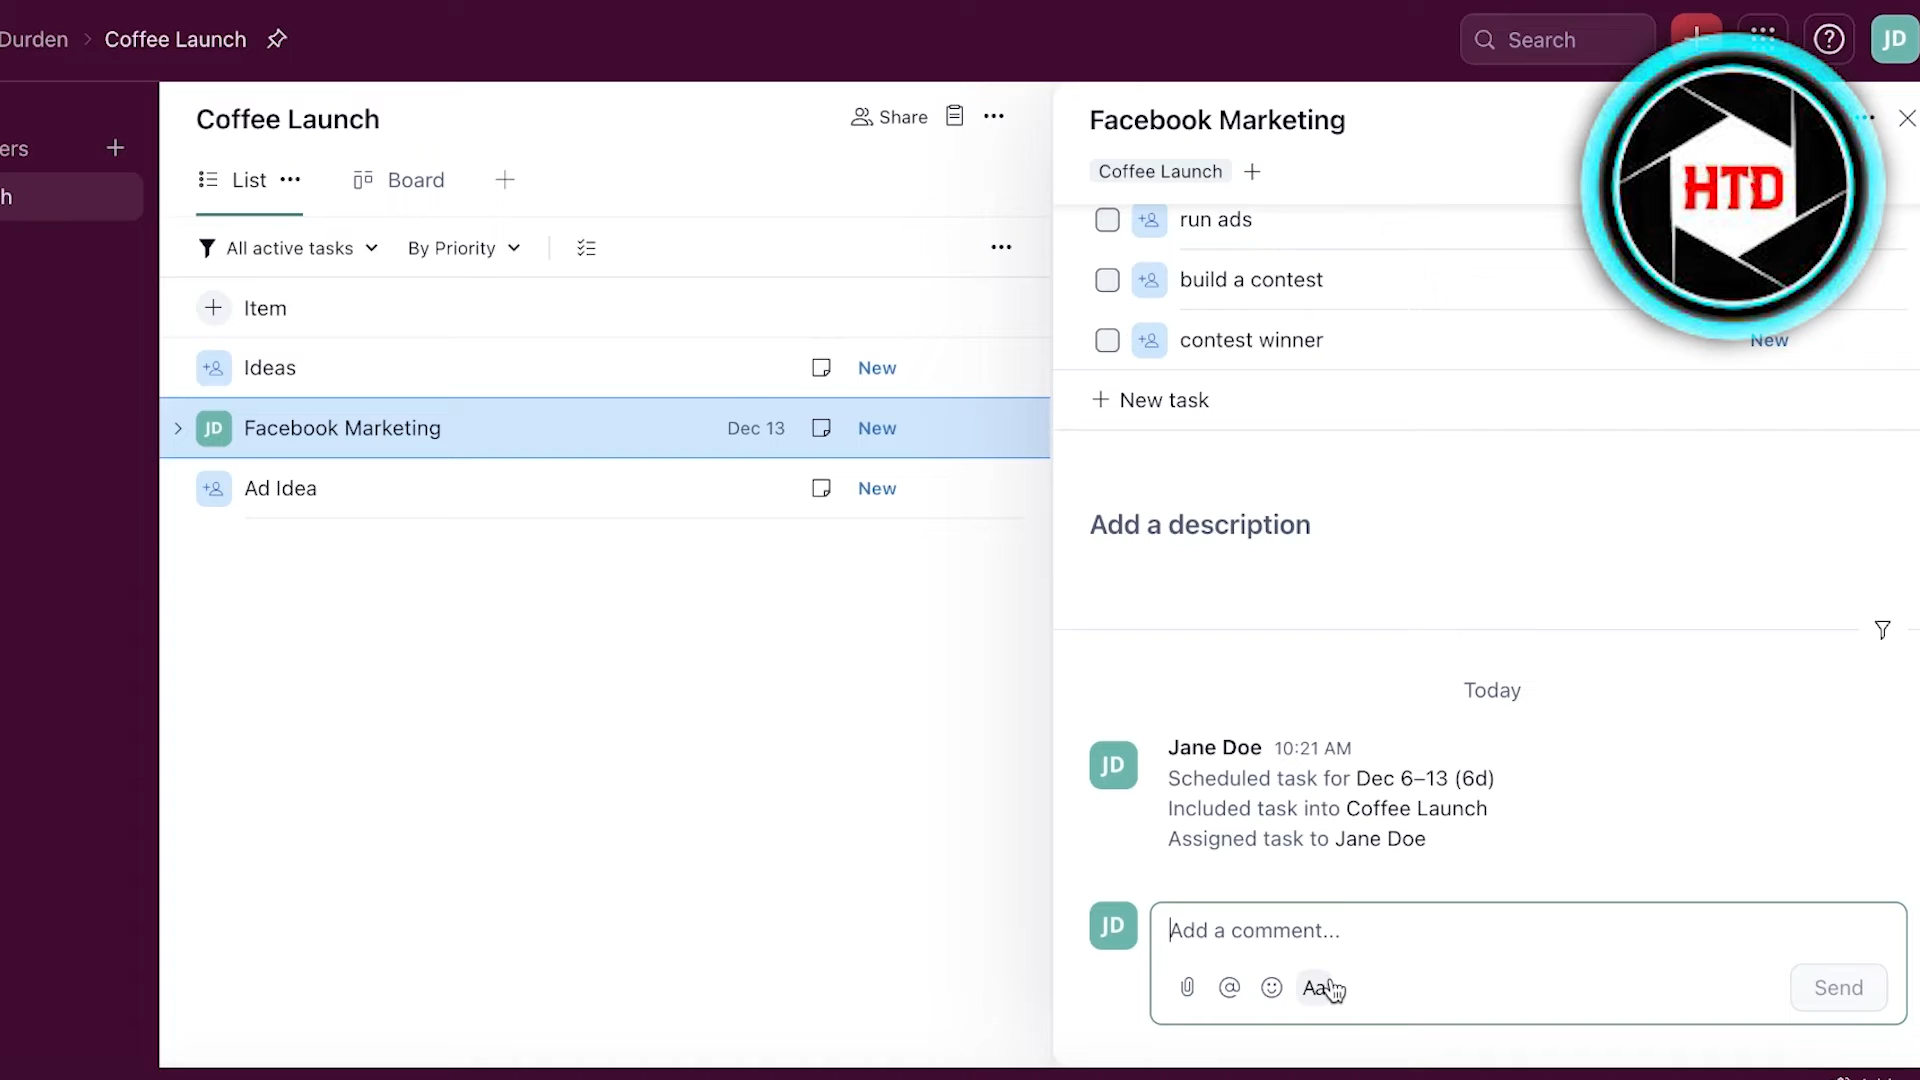 Durden > Coffee Launch
Search
JD
ers
h
Coffee Launch
Share
List
Board
All active tasks
By Priority
Item
Ideas
New
JD
Facebook Marketing
Dec 13
New
Ad Idea
New
Facebook Marketing
Coffee Launch
HTD
run ads
build a contest
contest winner
New
New task
Add a description
Today
JD
Jane Doe 10:21 AM
Scheduled task for Dec 6–13 (6d)
Included task into Coffee Launch
Assigned task to Jane Doe
JD
Add a comment...
Aa
Send